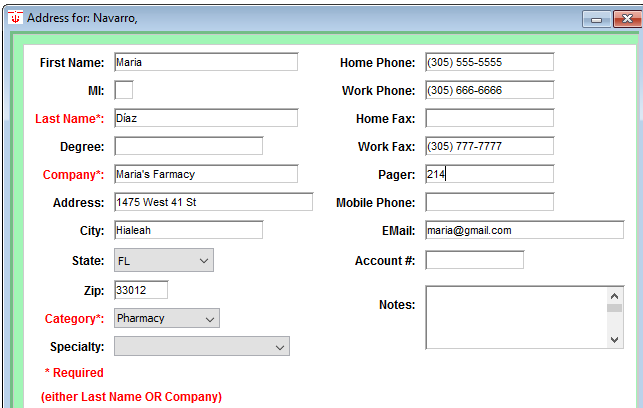 Address for: Navarro,
First Name: Maria
MI:
Last Name*: Díaz
Degree:
Company*: Maria's Farmacy
Address: 1475 West 41 St
City: Hialeah
State: FL
Zip: 33012
Category*: Pharmacy
Specialty:
* Required
(either Last Name OR Company)
Home Phone: (305) 555-5555
Work Phone: (305) 666-6666
Home Fax:
Work Fax: (305) 777-7777
Pager: 214
Mobile Phone:
EMail: maria@gmail.com
Account #:
Notes: